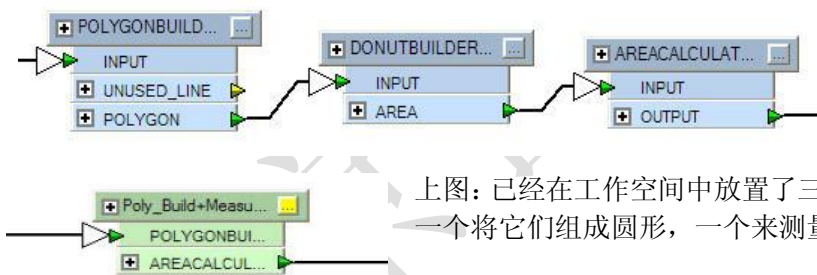 POLYGONBUILD...
INPUT
UNUSED_LINE
POLYGON
DONUTBUILDER...
INPUT
AREA
AREACALCULAT...
INPUT
OUTPUT
上图：已经在工作空间中放置了三
一个将它们组成圆形，一个来测量
Poly_Build+Measu...
POLYGONBUI...
AREACALCUL...